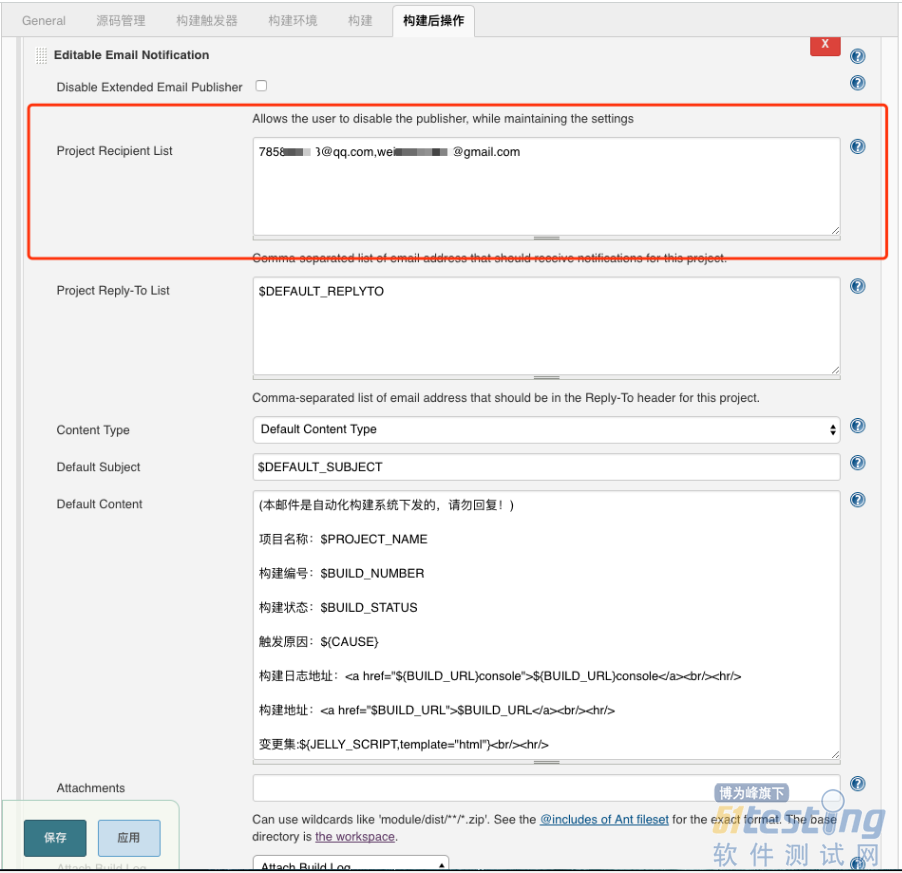 General 源码管理 构建触发器 构建环境 构建 构建后操作
Editable Email Notification
X
Disable Extended Email Publisher
Allows the user to disable the publisher, while maintaining the settings
Project Recipient List
7858 3@qq.com,wei @gmail.com
Comma-separated list of email address that should receive notifications for this project.
Project Reply-To List
$DEFAULT_REPLYTO
Comma-separated list of email address that should be in the Reply-To header for this project.
Content Type
Default Content Type
Default Subject
$DEFAULT_SUBJECT
Default Content
(本邮件是自动化构建系统下发的，请勿回复！)
项目名称：$PROJECT_NAME
构建编号：$BUILD_NUMBER
构建状态：$BUILD_STATUS
触发原因：${CAUSE}
构建日志地址：<a href="${BUILD_URL}console">${BUILD_URL}console</a><br/><hr/>
构建地址：<a href="$BUILD_URL">$BUILD_URL</a><br/><hr/>
变更集:${JELLY_SCRIPT,template="html"}<br/><hr/>
Attachments
Can use wildcards like 'module/dist/**/*.zip'. See the @includes of Ant fileset for the exact format. The base
directory is the workspace.
保存 应用
Attach Build Log
Attach Build Log
博为峰旗下
51testing
软件测试网